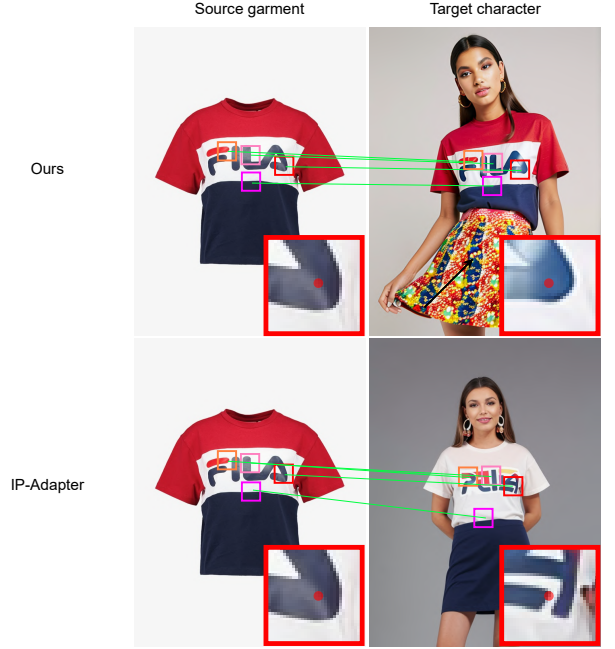 Source garment
Target character
Ours
FILA
FILA
IP-Adapter
FILA